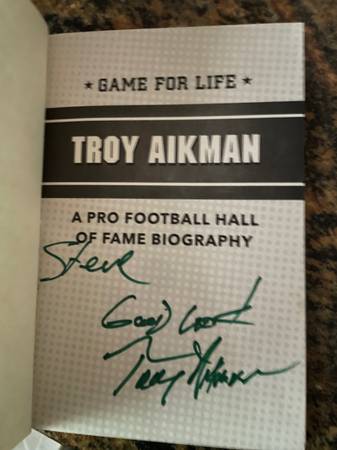 ★ GAME FOR LIFE ★
TROY AIKMAN
A PRO FOOTBALL HALL
OF FAME BIOGRAPHY
Steve
Good Luck
Troy Aikman